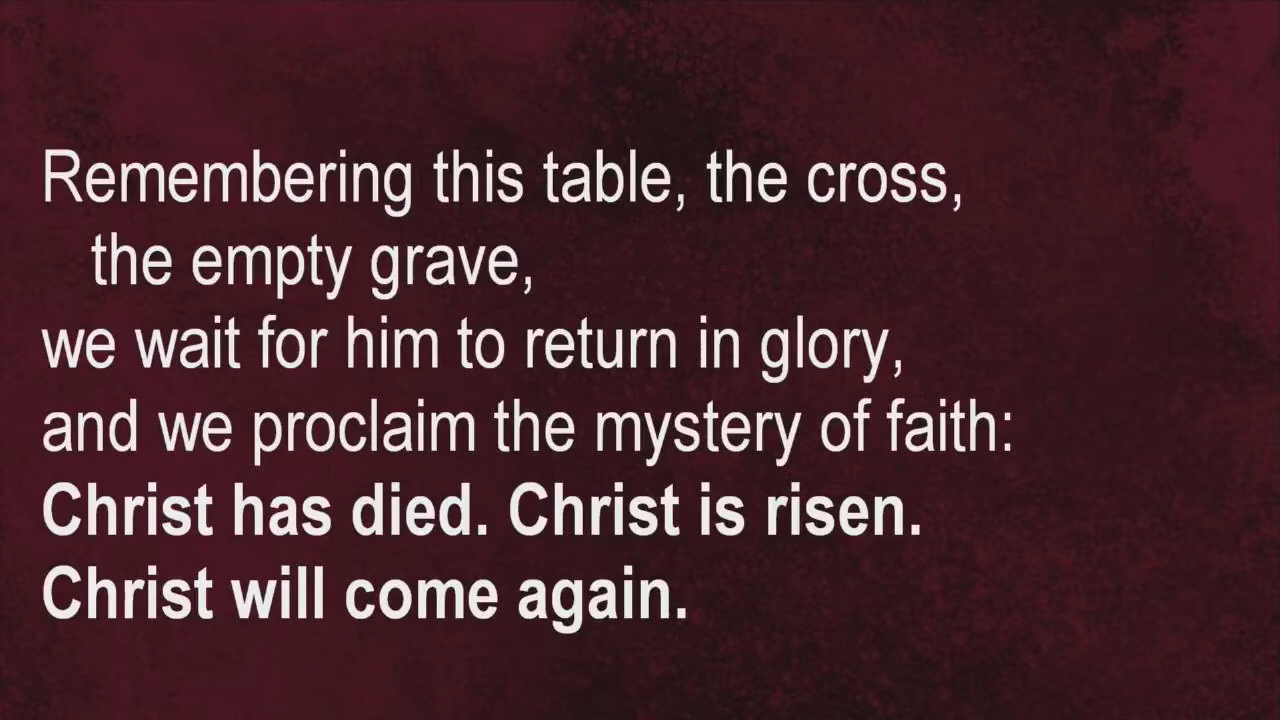 Remembering this table, the cross,
the empty grave,
we wait for him to return in glory,
and we proclaim the mystery of faith:
Christ has died. Christ is risen.
Christ will come again.